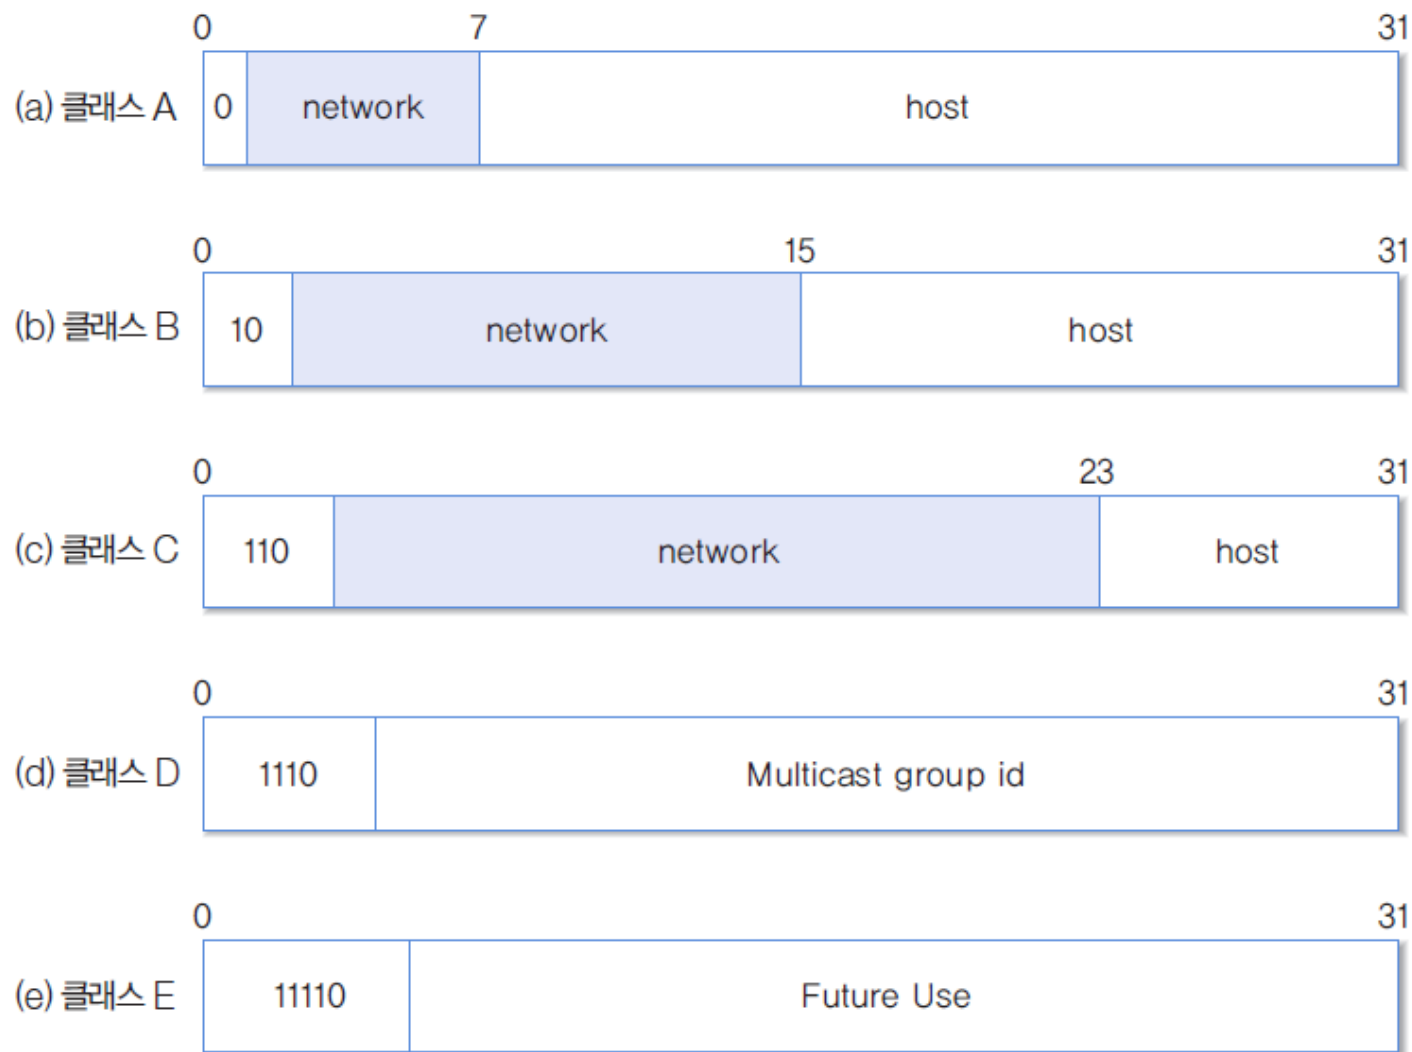 0 7 31
(a) 클래스 A 0 network host
0 15 31
(b) 클래스 B 10 network host
0 23 31
(c) 클래스 C 110 network host
0 31
(d) 클래스 D 1110 Multicast group id
0 31
(e) 클래스 E 11110 Future Use